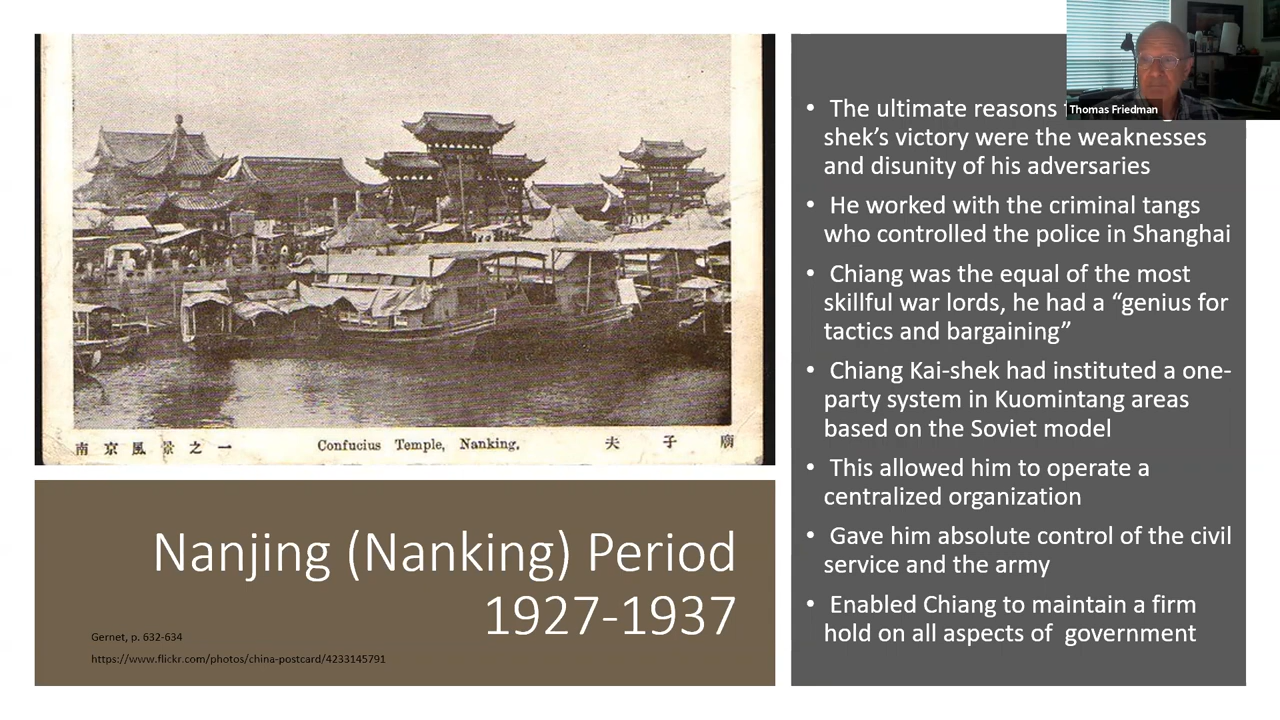 南京風景之一 Confucius Temple, Nanking. 夫子廟
Nanjing (Nanking) Period
1927-1937
Gernet, p. 632-634
https://www.flickr.com/photos/china-postcard/4233145791
Thomas Friedman
• The ultimate reasons
shek’s victory were the weaknesses
and disunity of his adversaries
• He worked with the criminal tangs
who controlled the police in Shanghai
• Chiang was the equal of the most
skillful war lords, he had a “genius for
tactics and bargaining”
• Chiang Kai-shek had instituted a one-
party system in Kuomintang areas
based on the Soviet model
• This allowed him to operate a
centralized organization
• Gave him absolute control of the civil
service and the army
• Enabled Chiang to maintain a firm
hold on all aspects of government